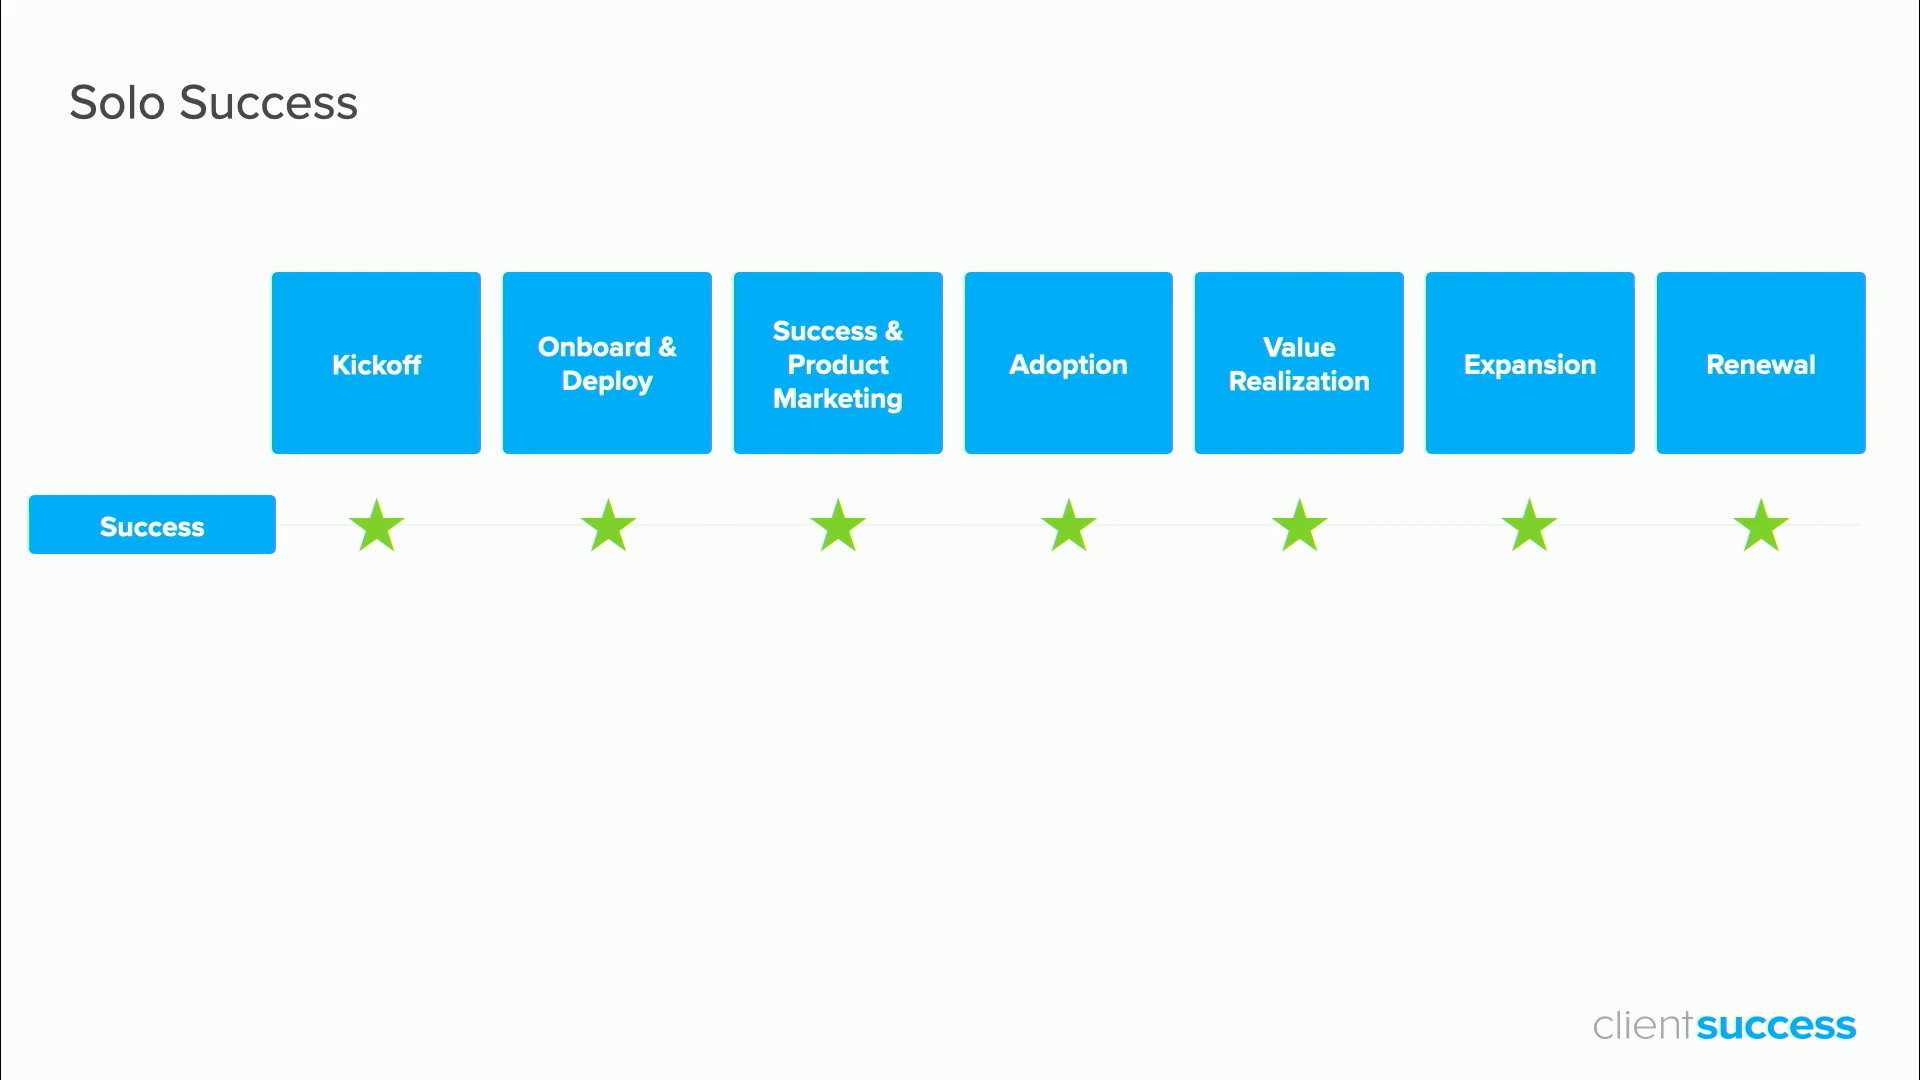 Solo Success
Kickoff
Onboard &
Deploy
Success &
Product
Marketing
Adoption
Value
Realization
Expansion
Renewal
Success
clientsuccess